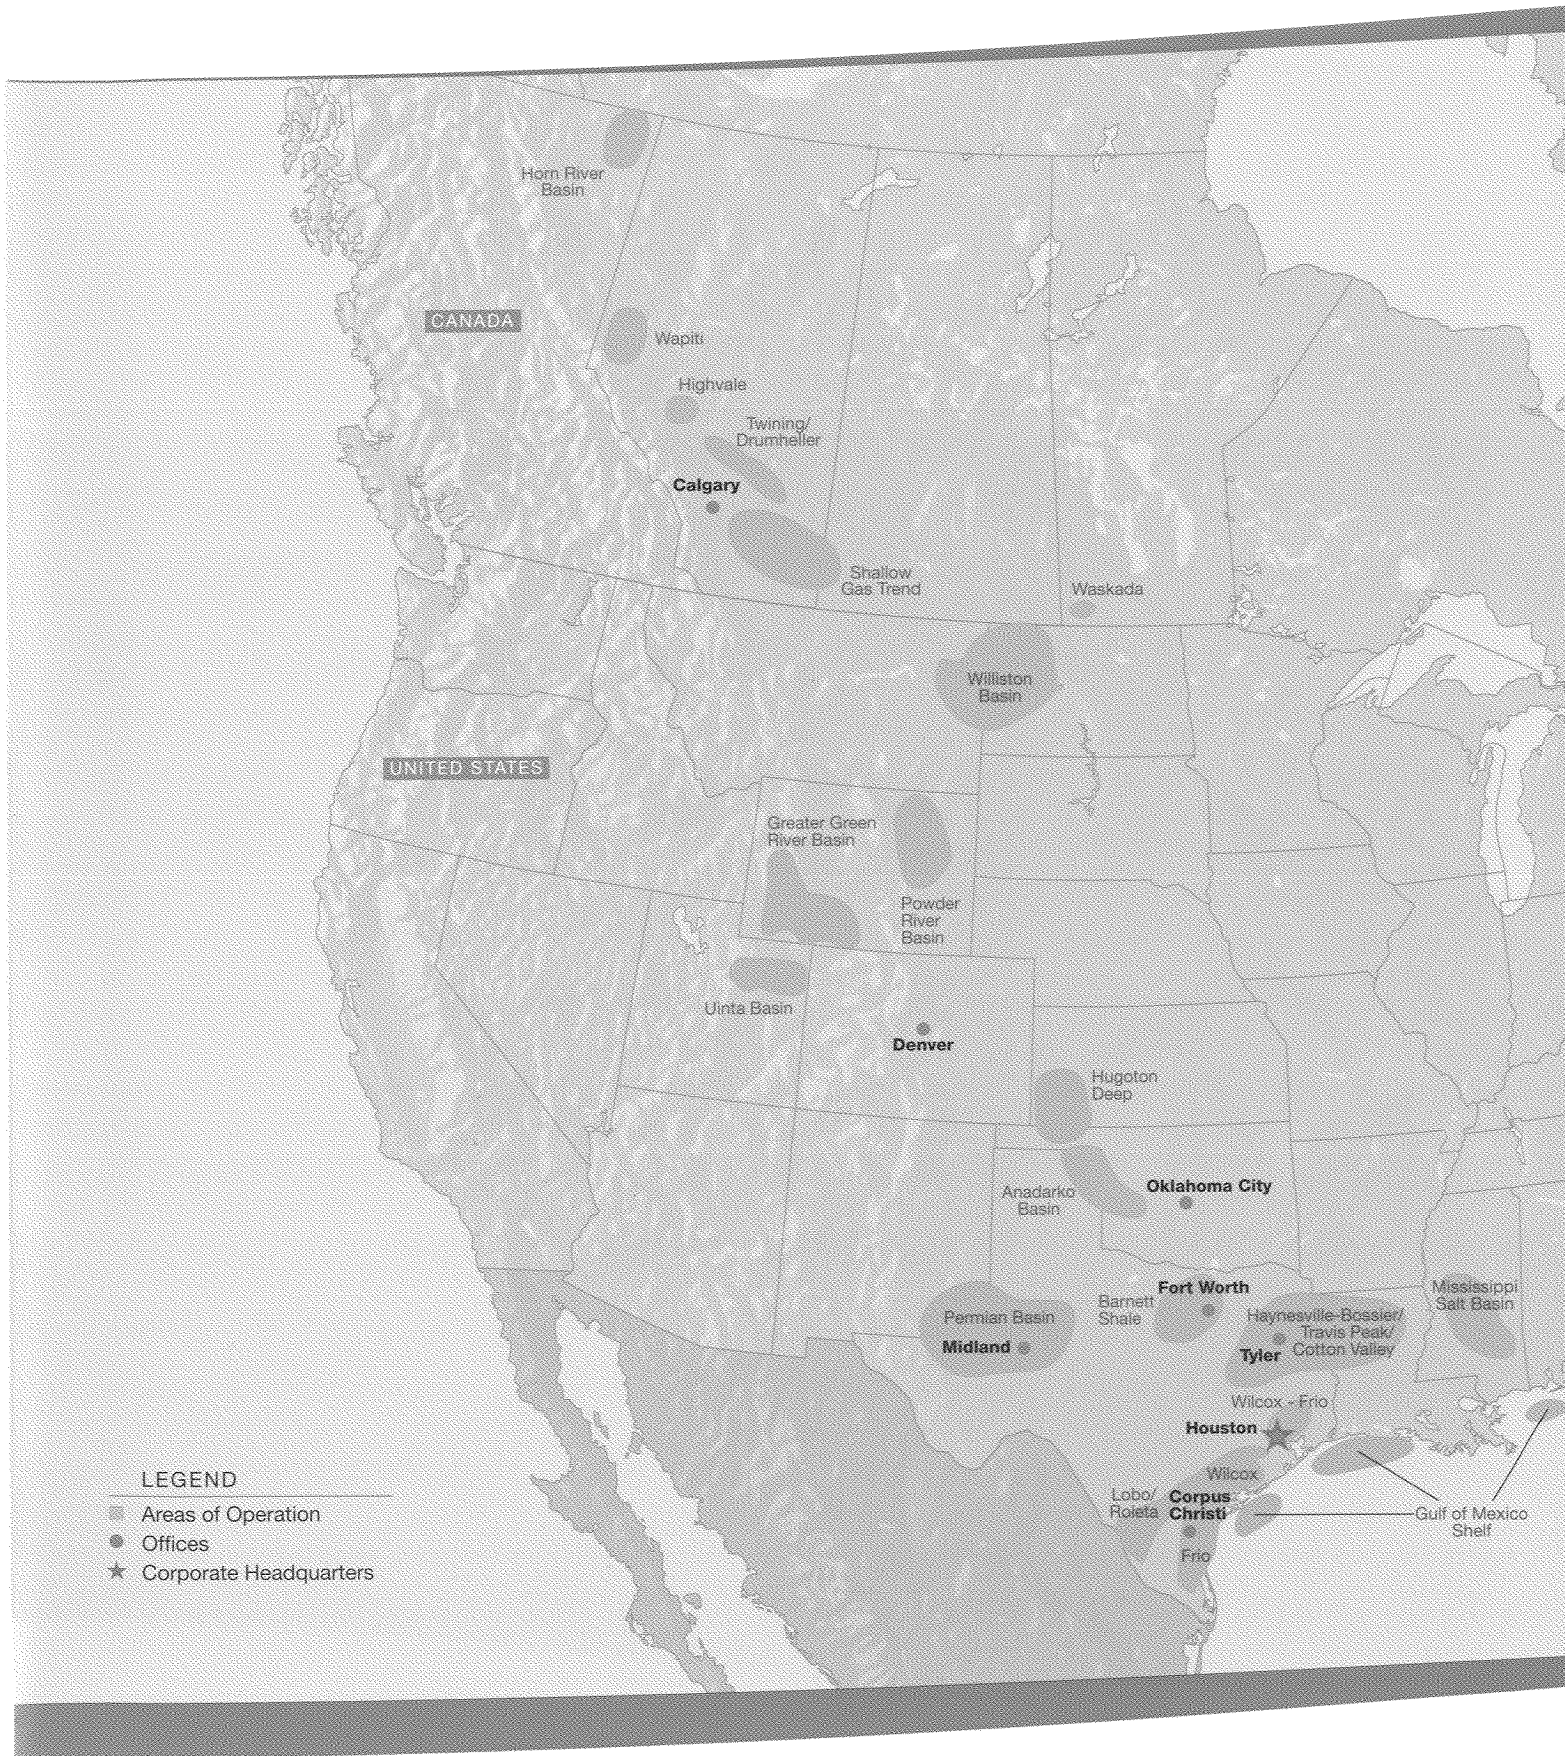 Horn River
Basin
CANADA
Wapiti
Highvale
Twining/
Drumheller
Calgary
Shallow
Gas Trend
Waskada
Williston
Basin
UNITED STATES
Greater Green
River Basin
Powder
River
Basin
Uinta Basin
Denver
Hugoton
Deep
Anadarko
Basin
Oklahoma City
Fort Worth
Barnett
Shale
Permian Basin
Midland
Haynesville-Bossier/
Travis Peak/
Cotton Valley
Tyler
Mississippi
Salt Basin
Wilcox - Frio
Houston
Wilcox
Lobo/
Roleta
Corpus
Christi
Frio
Gulf of Mexico
Shelf
LEGEND
Areas of Operation
Offices
Corporate Headquarters